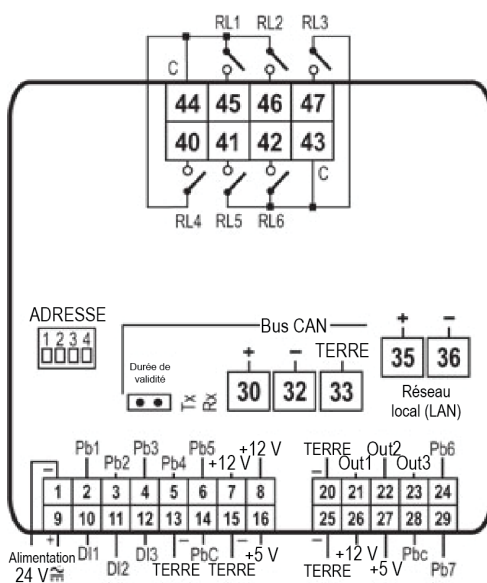 RL1 RL2 RL3
C
44 45 46 47
40 41 42 43
C
RL4 RL5 RL6
ADRESSE
1 2 3 4
Bus CAN
Durée de
validité
Tx
Rx
+ − TERRE
30 32 33
+ −
35 36
Réseau
local (LAN)
Pb1 Pb2 Pb3 Pb4 Pb5 +12 V +12 V
−
1 2 3 4 5 6 7 8
9 10 11 12 13 14 15 16
+ − −
Alimentation
24 V
DI1 DI2 DI3 TERRE PbC TERRE +5 V
TERRE Out1 Out2 Out3 Pb6
−
20 21 22 23 24
25 26 27 28 29
−
TERRE +12 V +5 V Pbc Pb7